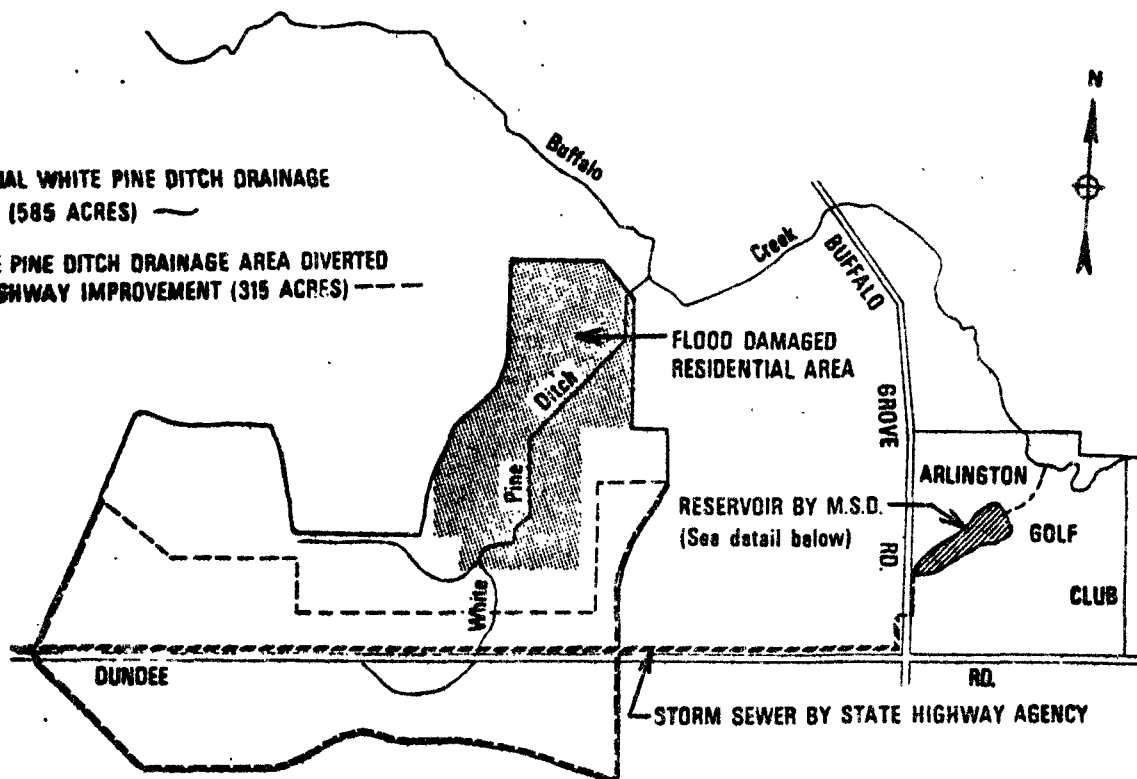 N
Buffalo
Creek
NAL WHITE PINE DITCH DRAINAGE
(585 ACRES)
E PINE DITCH DRAINAGE AREA DIVERTED
GHWAY IMPROVEMENT (315 ACRES)
BUFFALO
GROVE
RD.
FLOOD DAMAGED
RESIDENTIAL AREA
Ditch
Pine
White
ARLINGTON
GOLF
CLUB
RESERVOIR BY M.S.D.
(See detail below)
DUNDEE
RD.
STORM SEWER BY STATE HIGHWAY AGENCY